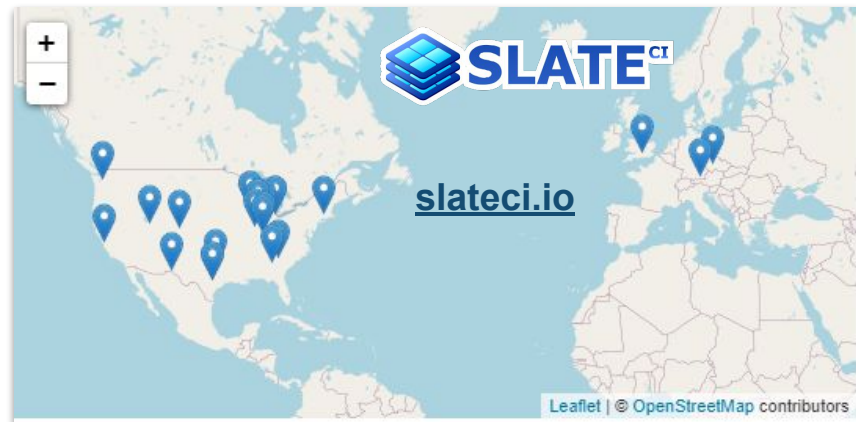 +
−
SLATE CI
slateci.io
Leaflet | © OpenStreetMap contributors